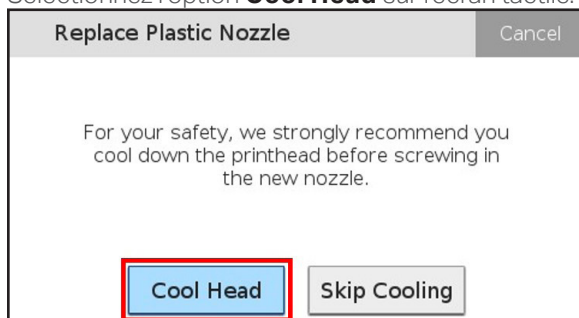 Sélectionnez l'option Cool Head sur l'écran tactile.
Replace Plastic Nozzle
Cancel
For your safety, we strongly recommend you
cool down the printhead before screwing in
the new nozzle.
Cool Head
Skip Cooling